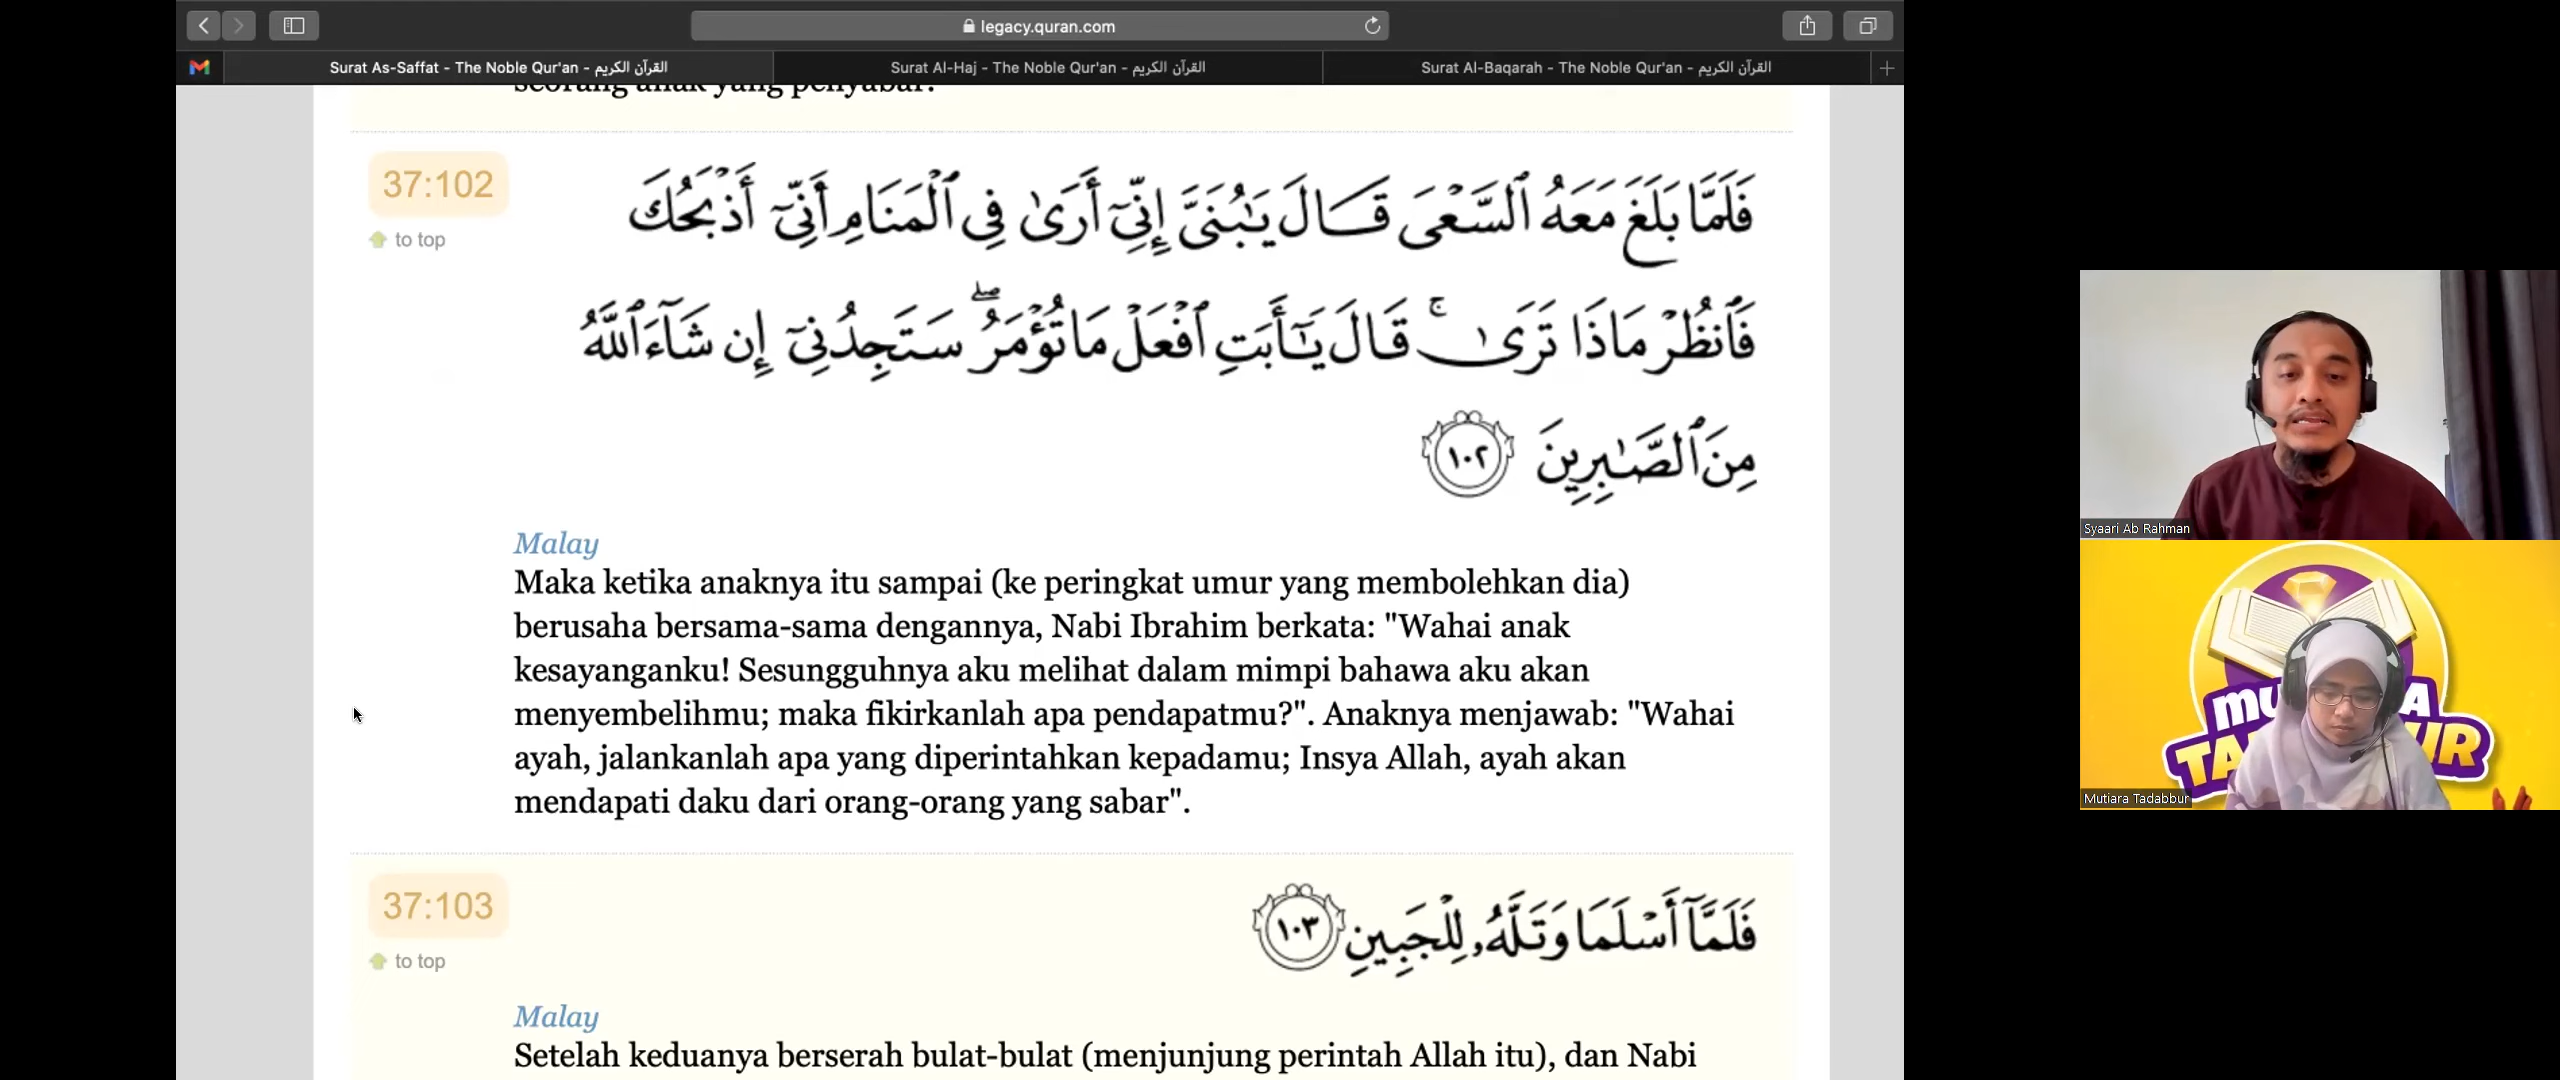 legacy.quran.com
Surat As-Saffat - The Noble Qur'an - القرآن الكريم
Surat Al-Haj - The Noble Qur'an - القرآن الكريم
Surat Al-Baqarah - The Noble Qur'an - القرآن الكريم
seorang anak yang penyabar.
37:102
to top
فَلَمَّا بَلَغَ مَعَهُ ٱلسَّعْىَ قَالَ يَٰبُنَىَّ إِنِّىٓ أَرَىٰ فِى ٱلْمَنَامِ أَنِّىٓ أَذْبَحُكَ
فَٱنظُرْ مَاذَا تَرَىٰ ۚ قَالَ يَٰٓأَبَتِ ٱفْعَلْ مَا تُؤْمَرُ ۖ سَتَجِدُنِىٓ إِن شَآءَ ٱللَّهُ
مِنَ ٱلصَّٰبِرِينَ ١٠٢
Malay
Maka ketika anaknya itu sampai (ke peringkat umur yang membolehkan dia)
berusaha bersama-sama dengannya, Nabi Ibrahim berkata: "Wahai anak
kesayanganku! Sesungguhnya aku melihat dalam mimpi bahawa aku akan
menyembelihmu; maka fikirkanlah apa pendapatmu?". Anaknya menjawab: "Wahai
ayah, jalankanlah apa yang diperintahkan kepadamu; Insya Allah, ayah akan
mendapati daku dari orang-orang yang sabar".
37:103
to top
فَلَمَّآ أَسْلَمَا وَتَلَّهُۥ لِلْجَبِينِ ١٠٣
Malay
Setelah keduanya berserah bulat-bulat (menjunjung perintah Allah itu), dan Nabi
Syaari Ab Rahman
Mutiara Tadabbur